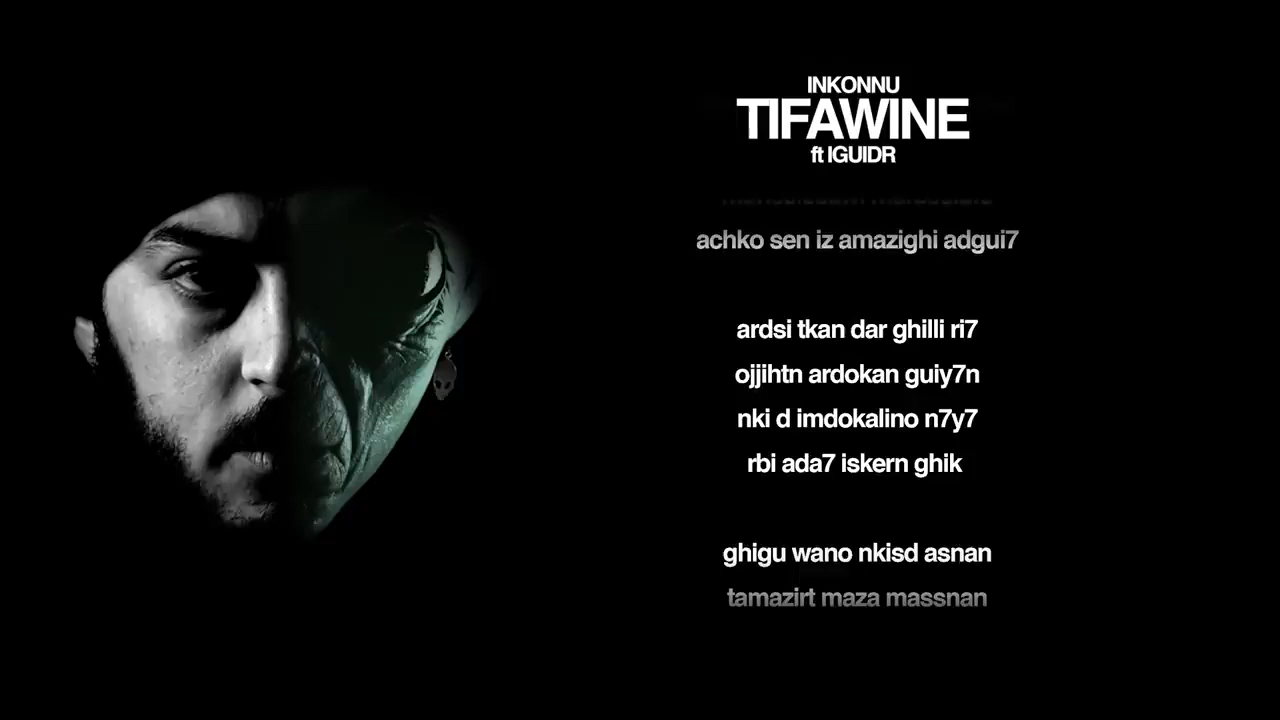 INKONNU
TIFAWINE
ft IGUIDR
achko sen iz amazighi adgui7
ardsi tkan dar ghilli ri7
ojjihtn ardokan guiy7n
nki d imdokalino n7y7
rbi ada7 iskern ghik
ghigu wano nkisd asnan
tamazirt maza massnan